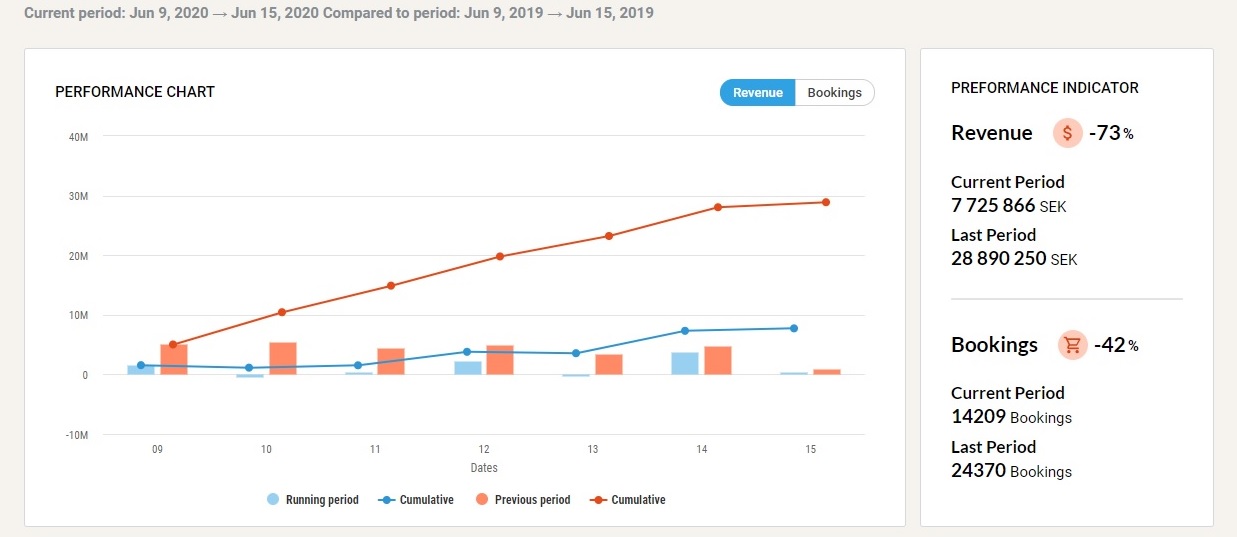 Current period: Jun 9, 2020 → Jun 15, 2020 Compared to period: Jun 9, 2019 → Jun 15, 2019
PERFORMANCE CHART
Revenue Bookings
40M
30M
20M
10M
0
-10M
09 10 11 12 13 14 15
Dates
Running period Cumulative Previous period Cumulative
PREFORMANCE INDICATOR
Revenue $ -73 %
Current Period
7 725 866 SEK
Last Period
28 890 250 SEK
Bookings -42 %
Current Period
14209 Bookings
Last Period
24370 Bookings